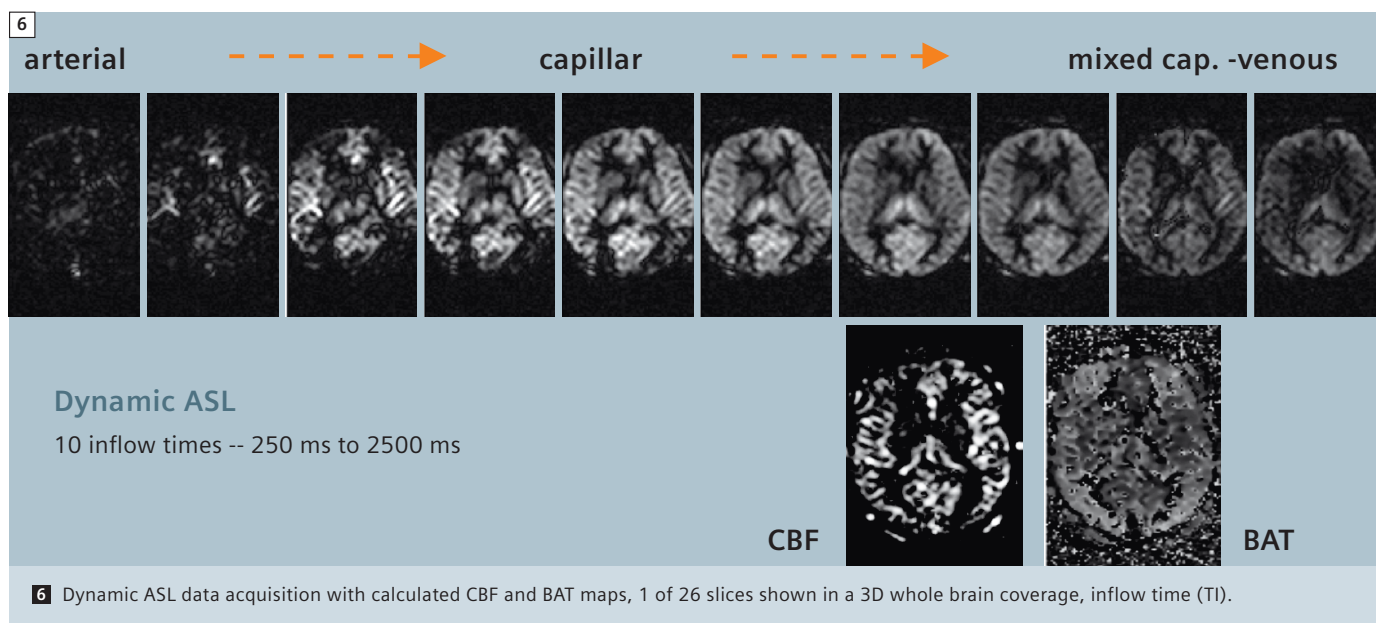 6
arterial capillar mixed cap. -venous
Dynamic ASL
10 inflow times -- 250 ms to 2500 ms
CBF BAT
6 Dynamic ASL data acquisition with calculated CBF and BAT maps, 1 of 26 slices shown in a 3D whole brain coverage, inflow time (TI).